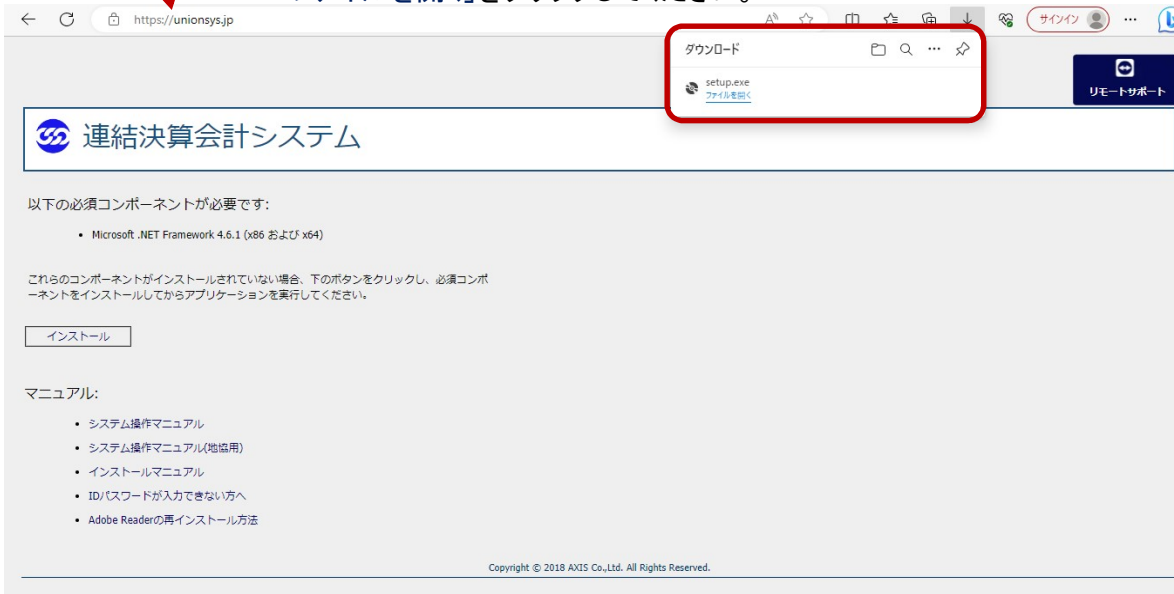 をクリックしてください。
https://unionsys.jp
サインイン
ダウンロード
setup.exe
ファイルを開く
リモートサポート
連結決算会計システム
以下の必須コンポーネントが必要です:
• Microsoft .NET Framework 4.6.1 (x86 および x64)
これらのコンポーネントがインストールされていない場合、下のボタンをクリックし、必須コンポ
ーネントをインストールしてからアプリケーションを実行してください。
インストール
マニュアル:
• システム操作マニュアル
• システム操作マニュアル(地協用)
• インストールマニュアル
• IDパスワードが入力できない方へ
• Adobe Readerの再インストール方法
Copyright © 2018 AXIS Co.,Ltd. All Rights Reserved.